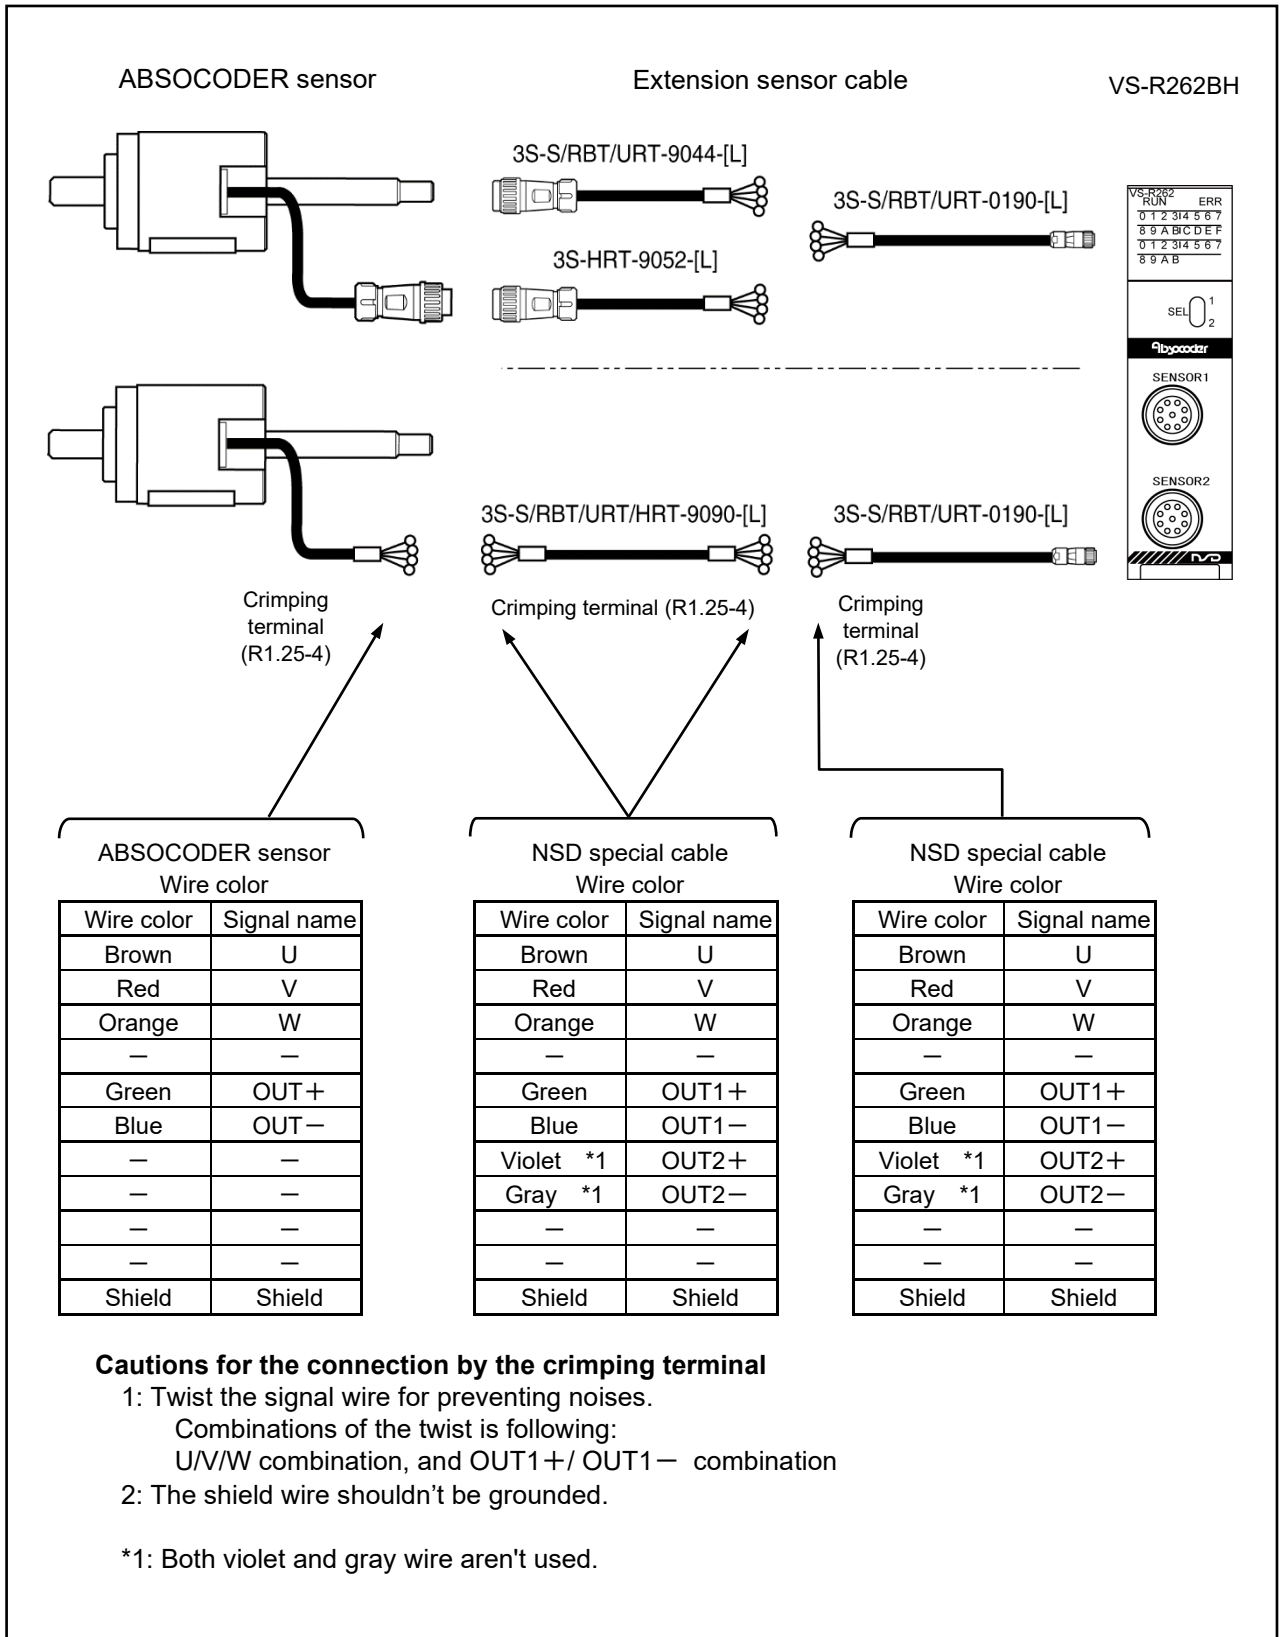 ABSOCODER sensor
Extension sensor cable
VS-R262BH
3S-S/RBT/URT-9044-[L]
3S-S/RBT/URT-0190-[L]
3S-HRT-9052-[L]
VS-R262
RUN ERR
0 1 2 3 4 5 6 7
8 9 A B C D E F
0 1 2 3 4 5 6 7
8 9 A B
SEL 1
2
Absocoder
SENSOR1
SENSOR2
NSD
3S-S/RBT/URT/HRT-9090-[L]
3S-S/RBT/URT-0190-[L]
Crimping
terminal
(R1.25-4)
Crimping terminal (R1.25-4)
Crimping
terminal
(R1.25-4)
ABSOCODER sensor
Wire color
Wire color Signal name
Brown U
Red V
Orange W
— —
Green OUT＋
Blue OUT－
— —
— —
— —
— —
Shield Shield
NSD special cable
Wire color
Wire color Signal name
Brown U
Red V
Orange W
— —
Green OUT1＋
Blue OUT1－
Violet *1 OUT2＋
Gray *1 OUT2－
— —
— —
Shield Shield
NSD special cable
Wire color
Wire color Signal name
Brown U
Red V
Orange W
— —
Green OUT1＋
Blue OUT1－
Violet *1 OUT2＋
Gray *1 OUT2－
— —
— —
Shield Shield
Cautions for the connection by the crimping terminal
1: Twist the signal wire for preventing noises.
Combinations of the twist is following:
U/V/W combination, and OUT1＋/ OUT1－ combination
2: The shield wire shouldn’t be grounded.
*1: Both violet and gray wire aren't used.